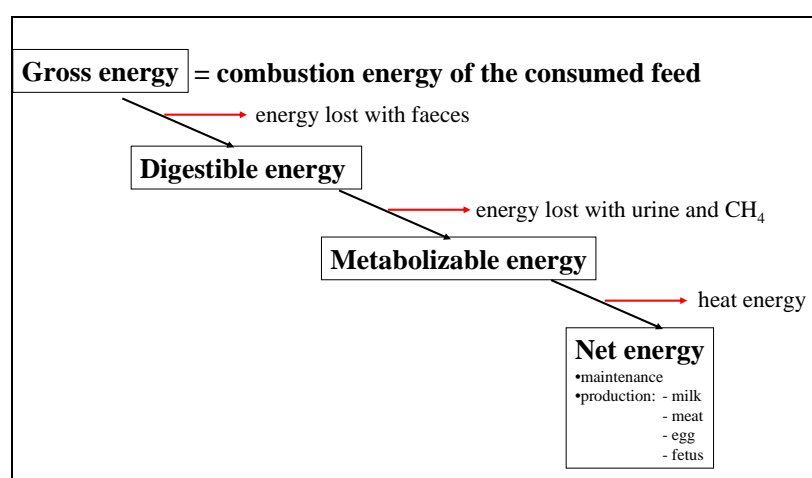 Gross energy = combustion energy of the consumed feed
energy lost with faeces
Digestible energy
energy lost with urine and CH₄
Metabolizable energy
heat energy
Net energy
•maintenance
•production: - milk
- meat
- egg
- fetus